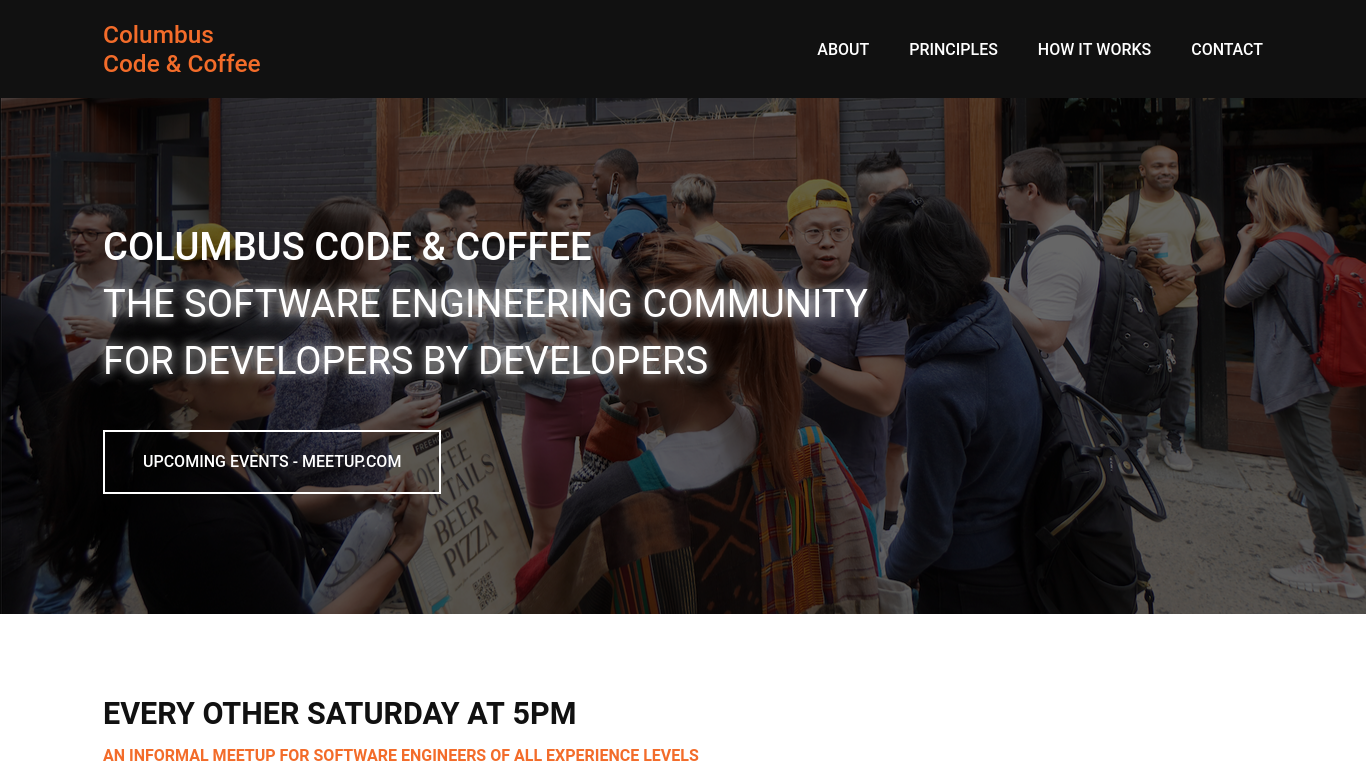 Columbus
Code & Coffee
ABOUT
PRINCIPLES
HOW IT WORKS
CONTACT
COLUMBUS CODE & COFFEE
THE SOFTWARE ENGINEERING COMMUNITY
FOR DEVELOPERS BY DEVELOPERS
UPCOMING EVENTS - MEETUP.COM
BEER
PIZZA
EVERY OTHER SATURDAY AT 5PM
AN INFORMAL MEETUP FOR SOFTWARE ENGINEERS OF ALL EXPERIENCE LEVELS